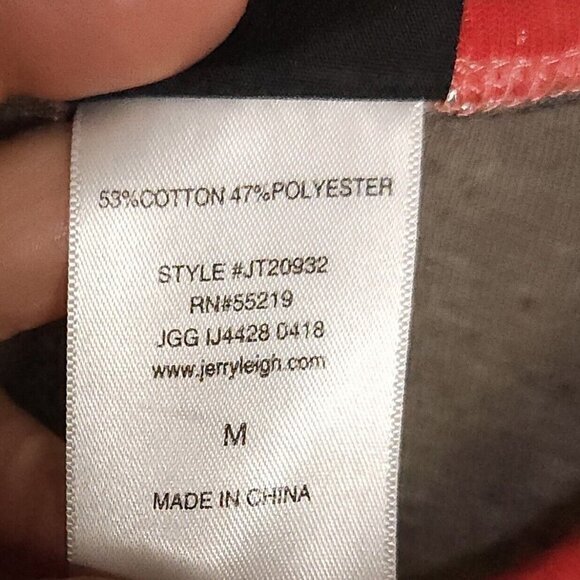 53%COTTON 47%POLYESTER
STYLE #JT20932
RN#55219
JGG IJ4428 0418
www.jerryleigh.com
M
MADE IN CHINA